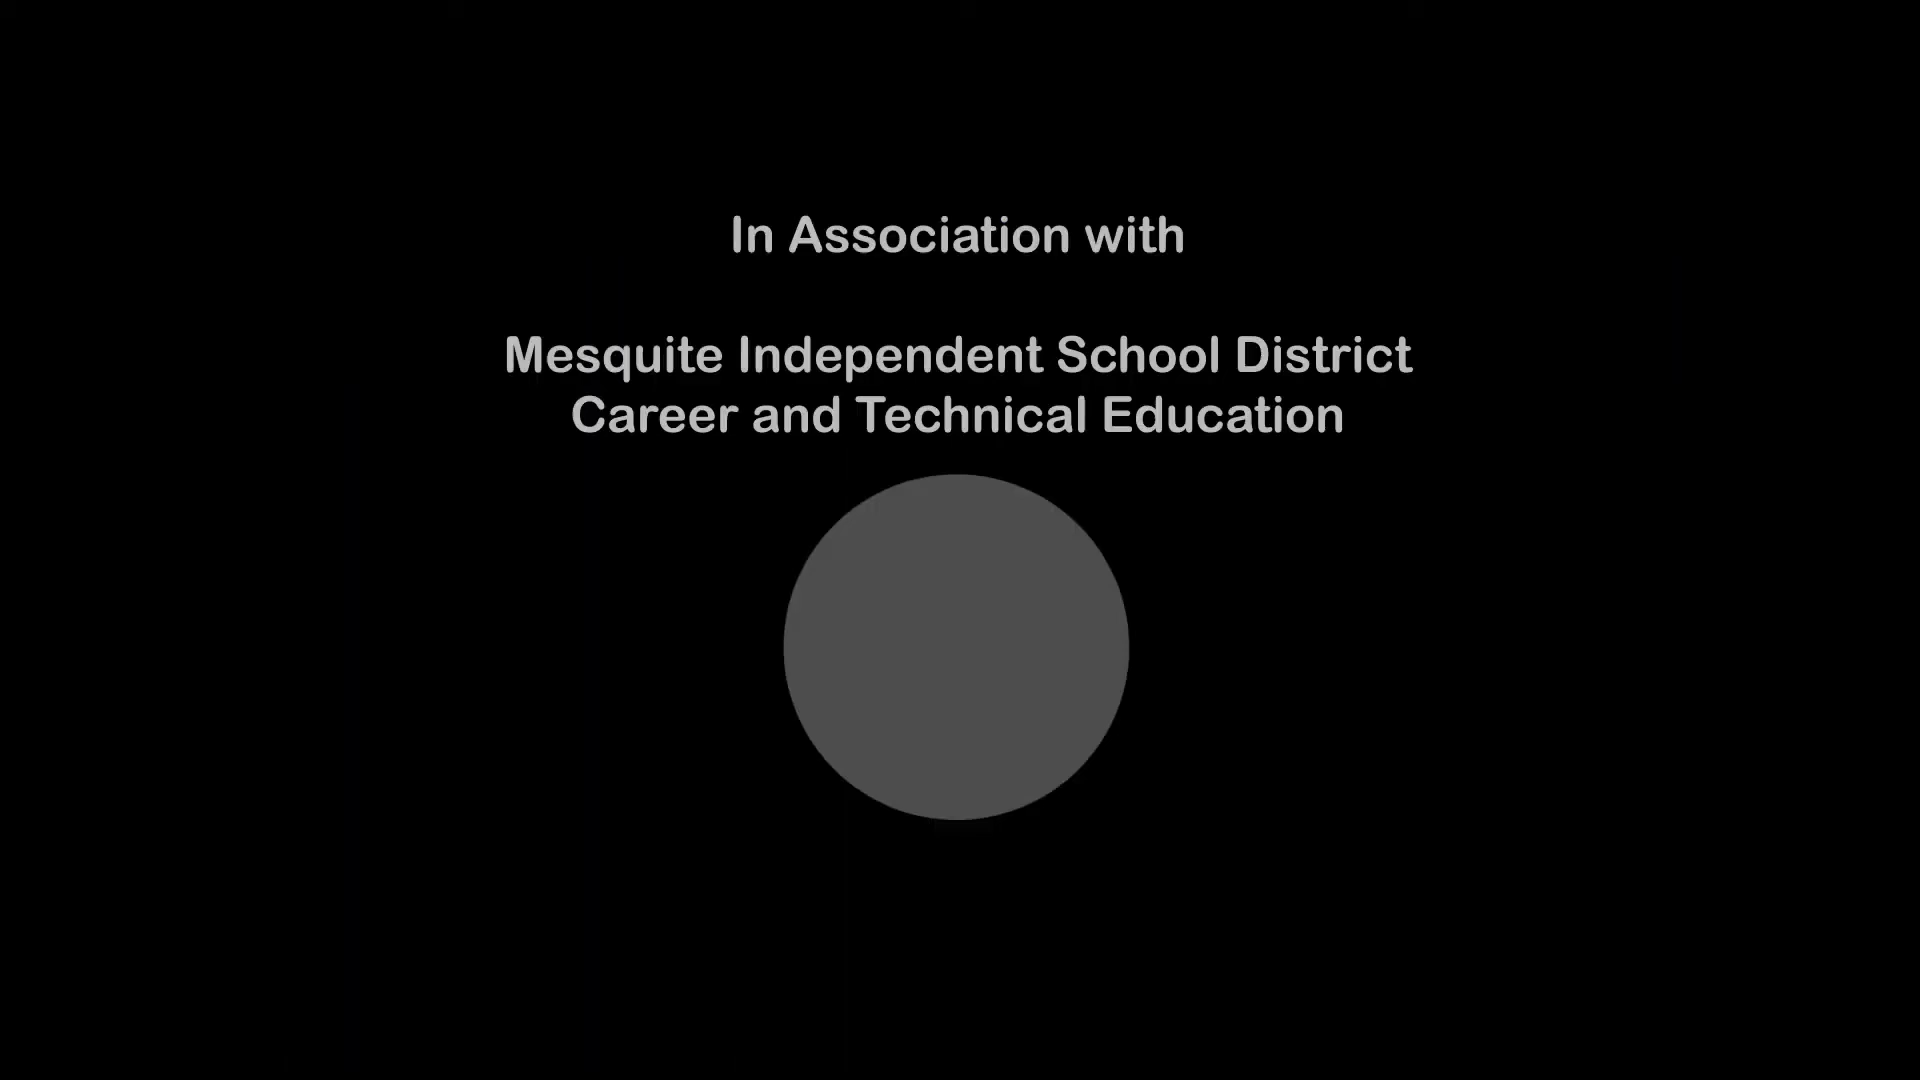 In Association with
Mesquite Independent School District
Career and Technical Education